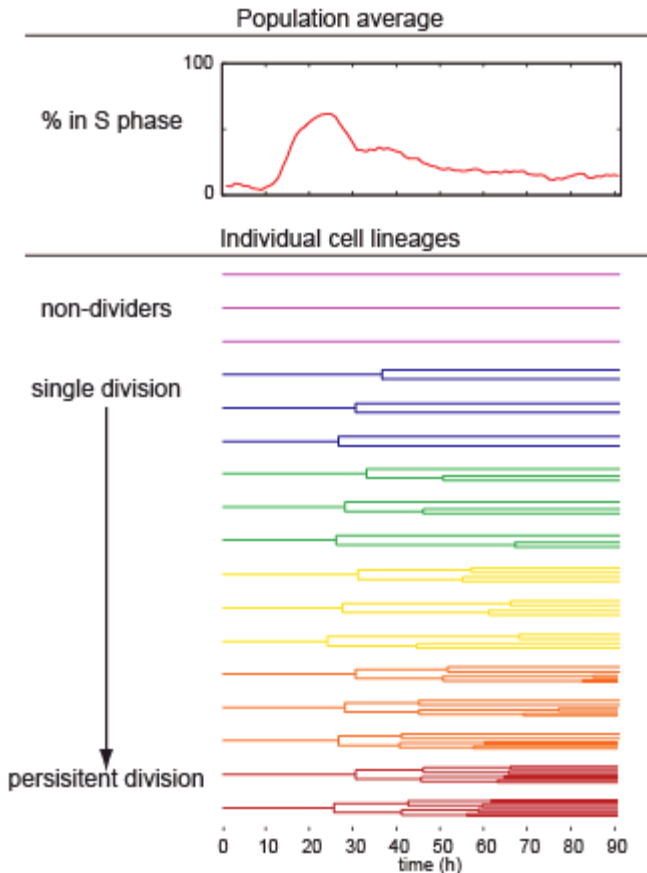 Population average
100
% in S phase
0
Individual cell lineages
non-dividers
single division
persisitent division
0 10 20 30 40 50 60 70 80 90
time (h)